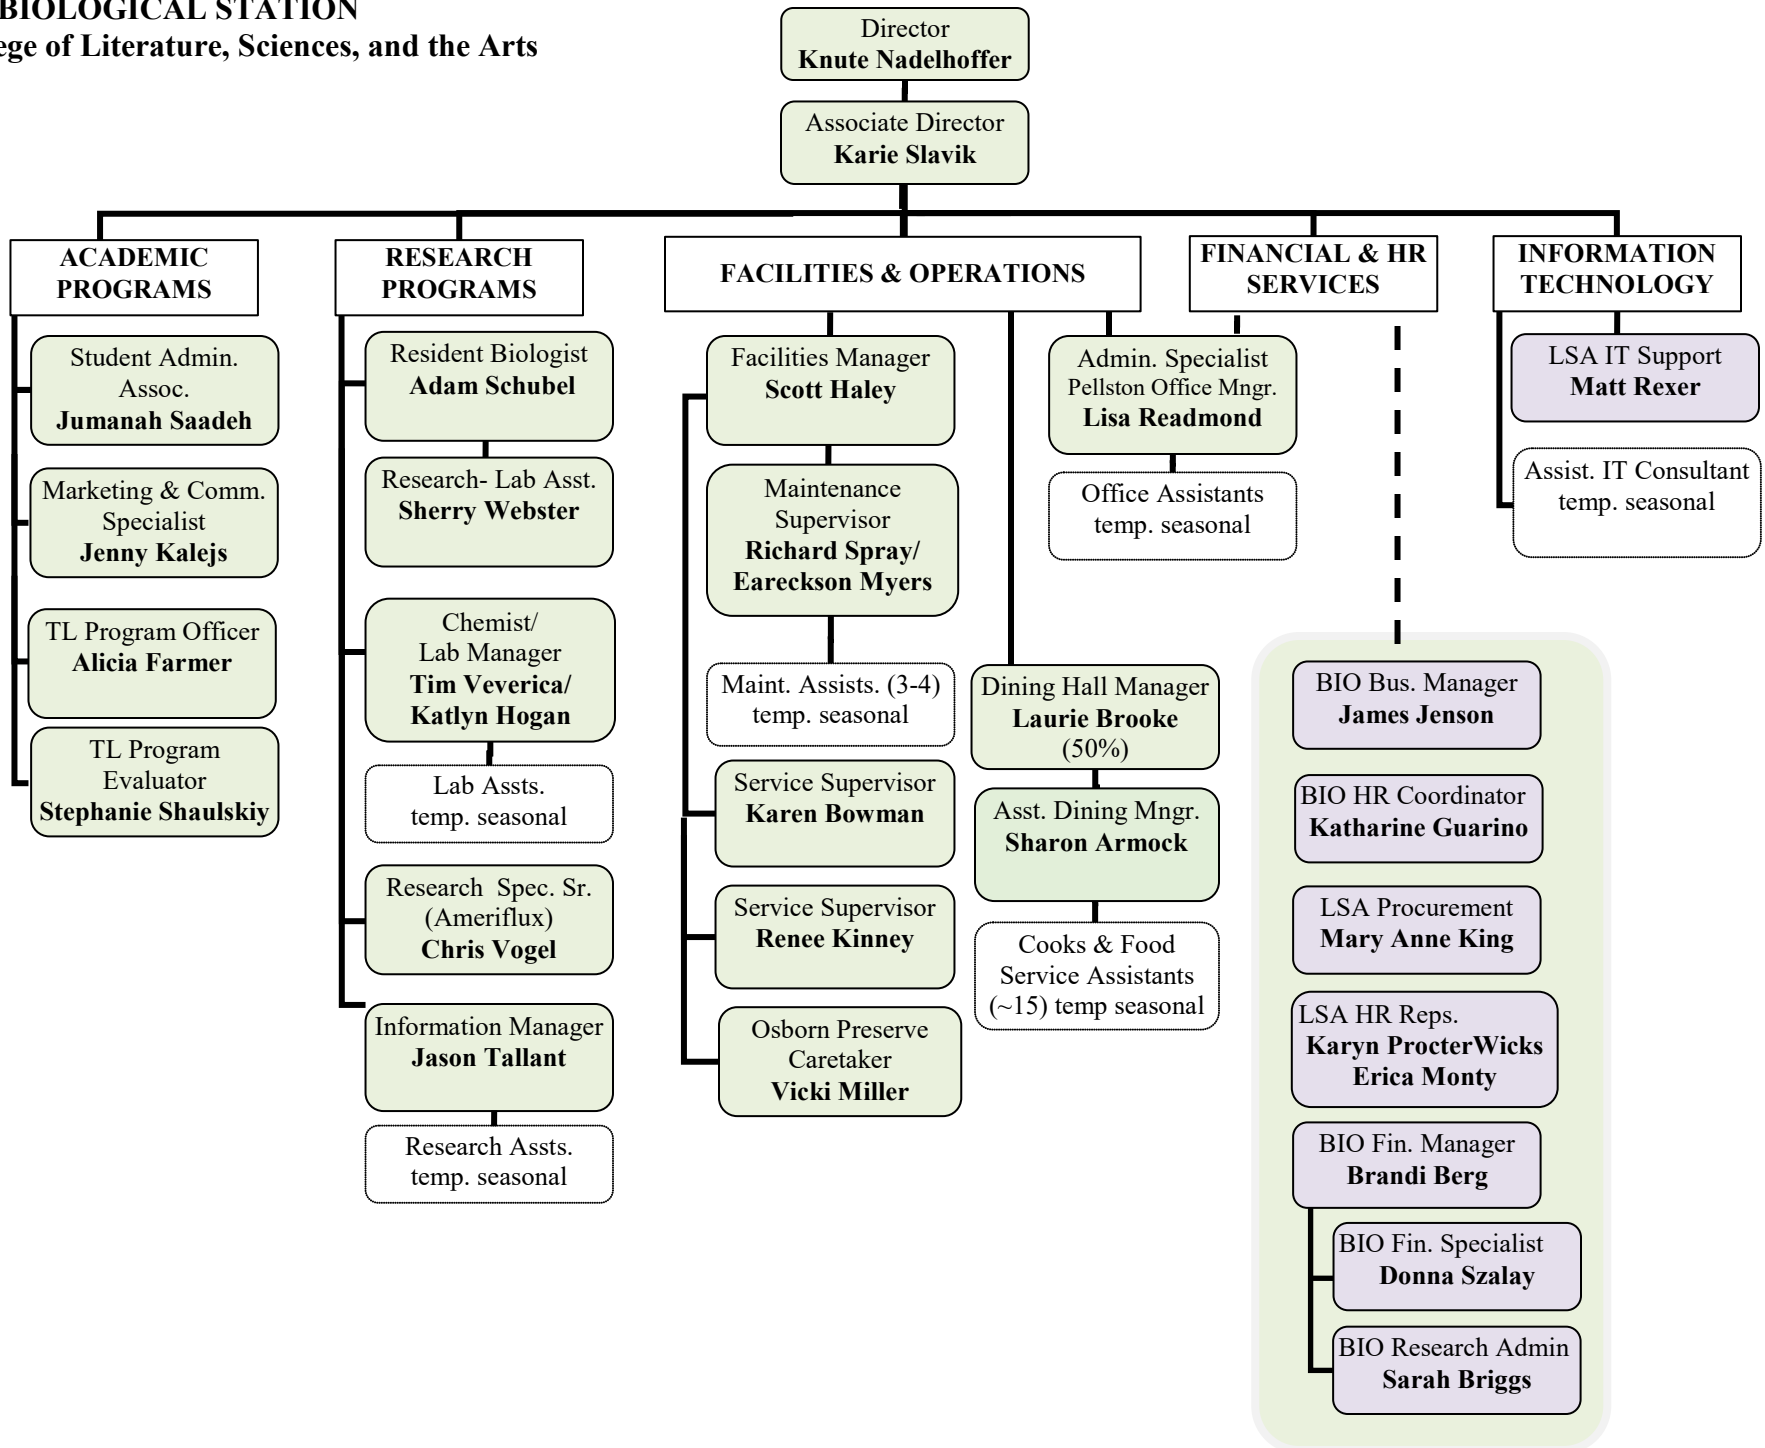 BIOLOGICAL STATION
ege of Literature, Sciences, and the Arts
Director
Knute Nadelhoffer
Associate Director
Karie Slavik
ACADEMIC
PROGRAMS
Student Admin.
Assoc.
Jumanah Saadeh
Marketing & Comm.
Specialist
Jenny Kalejs
TL Program Officer
Alicia Farmer
TL Program
Evaluator
Stephanie Shaulskiy
RESEARCH
PROGRAMS
Resident Biologist
Adam Schubel
Research- Lab Asst.
Sherry Webster
Chemist/
Lab Manager
Tim Veverica/
Katlyn Hogan
Lab Assts.
temp. seasonal
Research Spec. Sr.
(Ameriflux)
Chris Vogel
Information Manager
Jason Tallant
Research Assts.
temp. seasonal
FACILITIES & OPERATIONS
Facilities Manager
Scott Haley
Maintenance
Supervisor
Richard Spray/
Eareckson Myers
Maint. Assists. (3-4)
temp. seasonal
Service Supervisor
Karen Bowman
Service Supervisor
Renee Kinney
Osborn Preserve
Caretaker
Vicki Miller
Dining Hall Manager
Laurie Brooke
(50%)
Asst. Dining Mngr.
Sharon Armock
Cooks & Food
Service Assistants
(~15) temp seasonal
Admin. Specialist
Pellston Office Mngr.
Lisa Readmond
Office Assistants
temp. seasonal
FINANCIAL & HR
SERVICES
BIO Bus. Manager
James Jenson
BIO HR Coordinator
Katharine Guarino
LSA Procurement
Mary Anne King
LSA HR Reps.
Karyn ProcterWicks
Erica Monty
BIO Fin. Manager
Brandi Berg
BIO Fin. Specialist
Donna Szalay
BIO Research Admin
Sarah Briggs
INFORMATION
TECHNOLOGY
LSA IT Support
Matt Rexer
Assist. IT Consultant
temp. seasonal